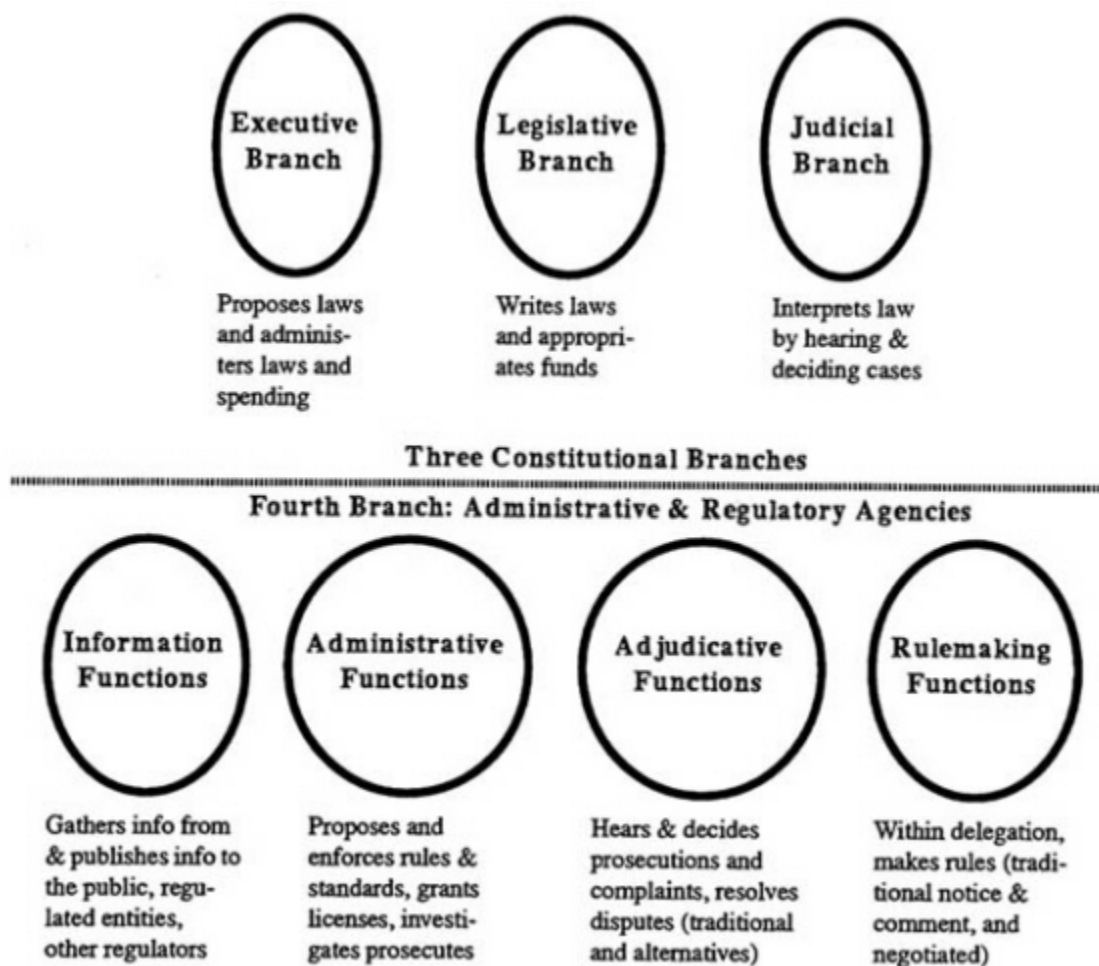 Executive
Branch
Legislative
Branch
Judicial
Branch
Proposes laws
and adminis-
ters laws and
spending
Writes laws
and appropri-
ates funds
Interprets law
by hearing &
deciding cases
Three Constitutional Branches
Fourth Branch: Administrative & Regulatory Agencies
Information
Functions
Administrative
Functions
Adjudicative
Functions
Rulemaking
Functions
Gathers info from
& publishes info to
the public, regu-
lated entities,
other regulators
Proposes and
enforces rules &
standards, grants
licenses, investi-
gates prosecutes
Hears & decides
prosecutions and
complaints, resolves
disputes (traditional
and alternatives)
Within delegation,
makes rules (tradi-
tional notice &
comment, and
negotiated)